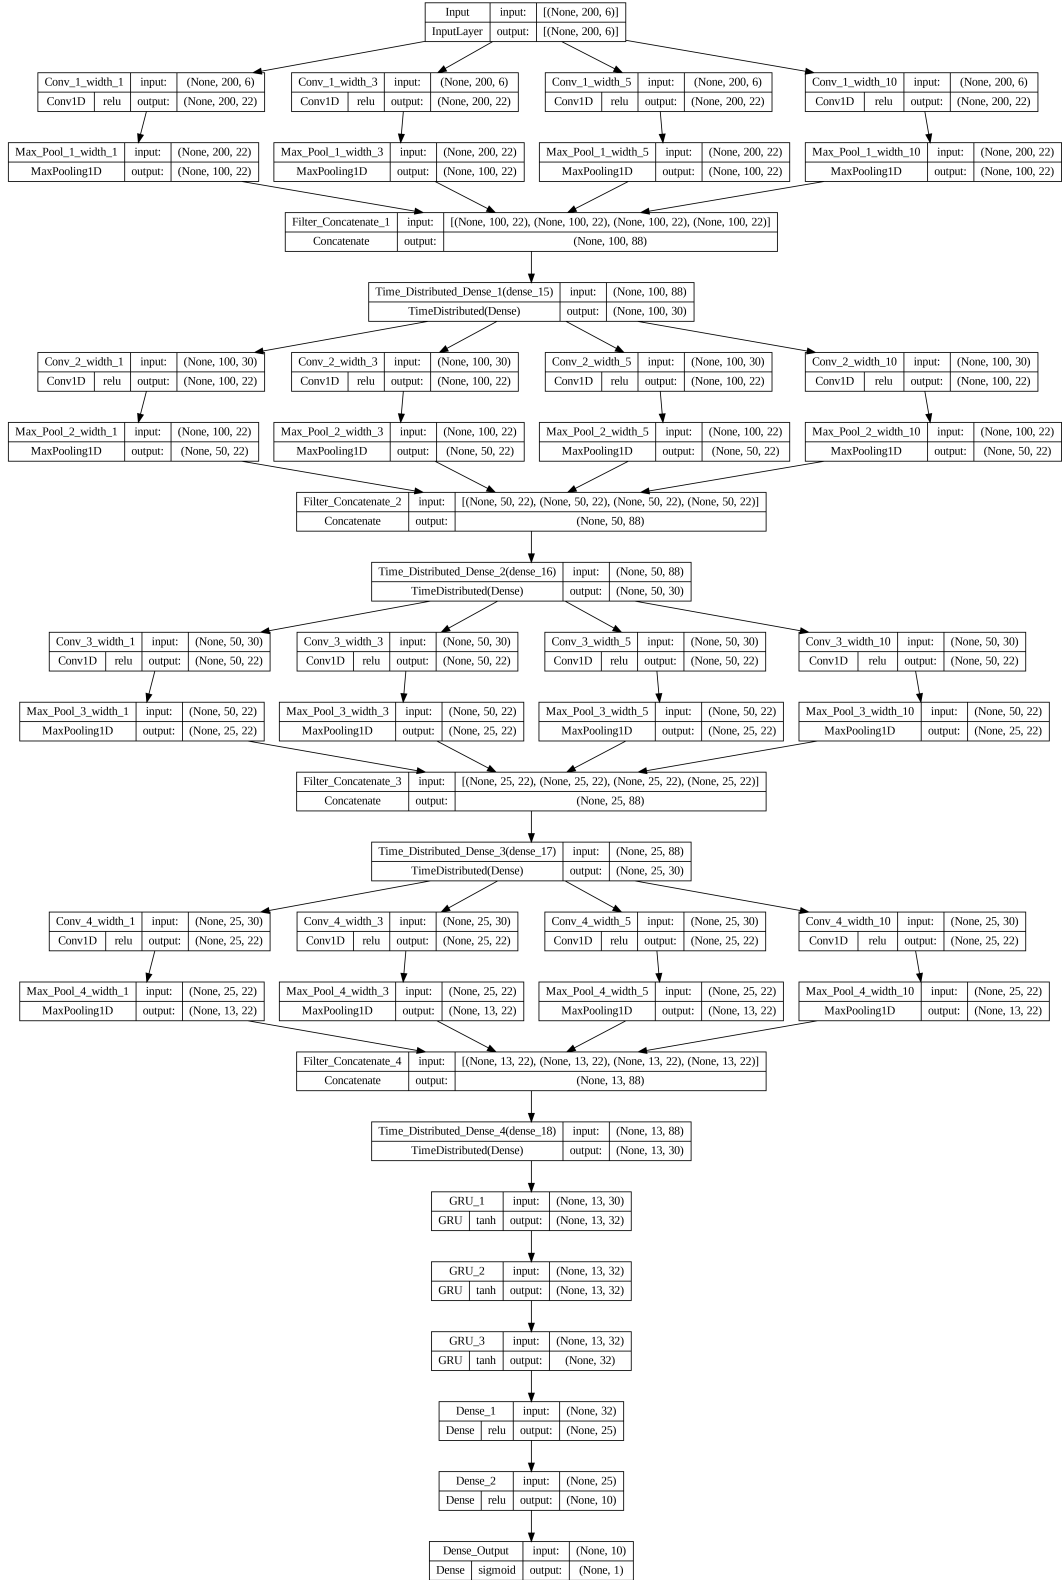 Input input: [(None, 200, 6)]
InputLayer output: [(None, 200, 6)]
Conv_1_width_1 input: (None, 200, 6) Conv_1_width_3 input: (None, 200, 6) Conv_1_width_5 input: (None, 200, 6) Conv_1_width_10 input: (None, 200, 6)
Conv1D relu output: (None, 200, 22) Conv1D relu output: (None, 200, 22) Conv1D relu output: (None, 200, 22) Conv1D relu output: (None, 200, 22)
Max_Pool_1_width_1 input: (None, 200, 22) Max_Pool_1_width_3 input: (None, 200, 22) Max_Pool_1_width_5 input: (None, 200, 22) Max_Pool_1_width_10 input: (None, 200, 22)
MaxPooling1D output: (None, 100, 22) MaxPooling1D output: (None, 100, 22) MaxPooling1D output: (None, 100, 22) MaxPooling1D output: (None, 100, 22)
Filter_Concatenate_1 input: [(None, 100, 22), (None, 100, 22), (None, 100, 22), (None, 100, 22)]
Concatenate output: (None, 100, 88)
Time_Distributed_Dense_1(dense_15) input: (None, 100, 88)
TimeDistributed(Dense) output: (None, 100, 30)
Conv_2_width_1 input: (None, 100, 30) Conv_2_width_3 input: (None, 100, 30) Conv_2_width_5 input: (None, 100, 30) Conv_2_width_10 input: (None, 100, 30)
Conv1D relu output: (None, 100, 22) Conv1D relu output: (None, 100, 22) Conv1D relu output: (None, 100, 22) Conv1D relu output: (None, 100, 22)
Max_Pool_2_width_1 input: (None, 100, 22) Max_Pool_2_width_3 input: (None, 100, 22) Max_Pool_2_width_5 input: (None, 100, 22) Max_Pool_2_width_10 input: (None, 100, 22)
MaxPooling1D output: (None, 50, 22) MaxPooling1D output: (None, 50, 22) MaxPooling1D output: (None, 50, 22) MaxPooling1D output: (None, 50, 22)
Filter_Concatenate_2 input: [(None, 50, 22), (None, 50, 22), (None, 50, 22), (None, 50, 22)]
Concatenate output: (None, 50, 88)
Time_Distributed_Dense_2(dense_16) input: (None, 50, 88)
TimeDistributed(Dense) output: (None, 50, 30)
Conv_3_width_1 input: (None, 50, 30) Conv_3_width_3 input: (None, 50, 30) Conv_3_width_5 input: (None, 50, 30) Conv_3_width_10 input: (None, 50, 30)
Conv1D relu output: (None, 50, 22) Conv1D relu output: (None, 50, 22) Conv1D relu output: (None, 50, 22) Conv1D relu output: (None, 50, 22)
Max_Pool_3_width_1 input: (None, 50, 22) Max_Pool_3_width_3 input: (None, 50, 22) Max_Pool_3_width_5 input: (None, 50, 22) Max_Pool_3_width_10 input: (None, 50, 22)
MaxPooling1D output: (None, 25, 22) MaxPooling1D output: (None, 25, 22) MaxPooling1D output: (None, 25, 22) MaxPooling1D output: (None, 25, 22)
Filter_Concatenate_3 input: [(None, 25, 22), (None, 25, 22), (None, 25, 22), (None, 25, 22)]
Concatenate output: (None, 25, 88)
Time_Distributed_Dense_3(dense_17) input: (None, 25, 88)
TimeDistributed(Dense) output: (None, 25, 30)
Conv_4_width_1 input: (None, 25, 30) Conv_4_width_3 input: (None, 25, 30) Conv_4_width_5 input: (None, 25, 30) Conv_4_width_10 input: (None, 25, 30)
Conv1D relu output: (None, 25, 22) Conv1D relu output: (None, 25, 22) Conv1D relu output: (None, 25, 22) Conv1D relu output: (None, 25, 22)
Max_Pool_4_width_1 input: (None, 25, 22) Max_Pool_4_width_3 input: (None, 25, 22) Max_Pool_4_width_5 input: (None, 25, 22) Max_Pool_4_width_10 input: (None, 25, 22)
MaxPooling1D output: (None, 13, 22) MaxPooling1D output: (None, 13, 22) MaxPooling1D output: (None, 13, 22) MaxPooling1D output: (None, 13, 22)
Filter_Concatenate_4 input: [(None, 13, 22), (None, 13, 22), (None, 13, 22), (None, 13, 22)]
Concatenate output: (None, 13, 88)
Time_Distributed_Dense_4(dense_18) input: (None, 13, 88)
TimeDistributed(Dense) output: (None, 13, 30)
GRU_1 input: (None, 13, 30)
GRU tanh output: (None, 13, 32)
GRU_2 input: (None, 13, 32)
GRU tanh output: (None, 13, 32)
GRU_3 input: (None, 13, 32)
GRU tanh output: (None, 32)
Dense_1 input: (None, 32)
Dense relu output: (None, 25)
Dense_2 input: (None, 25)
Dense relu output: (None, 10)
Dense_Output input: (None, 10)
Dense sigmoid output: (None, 1)